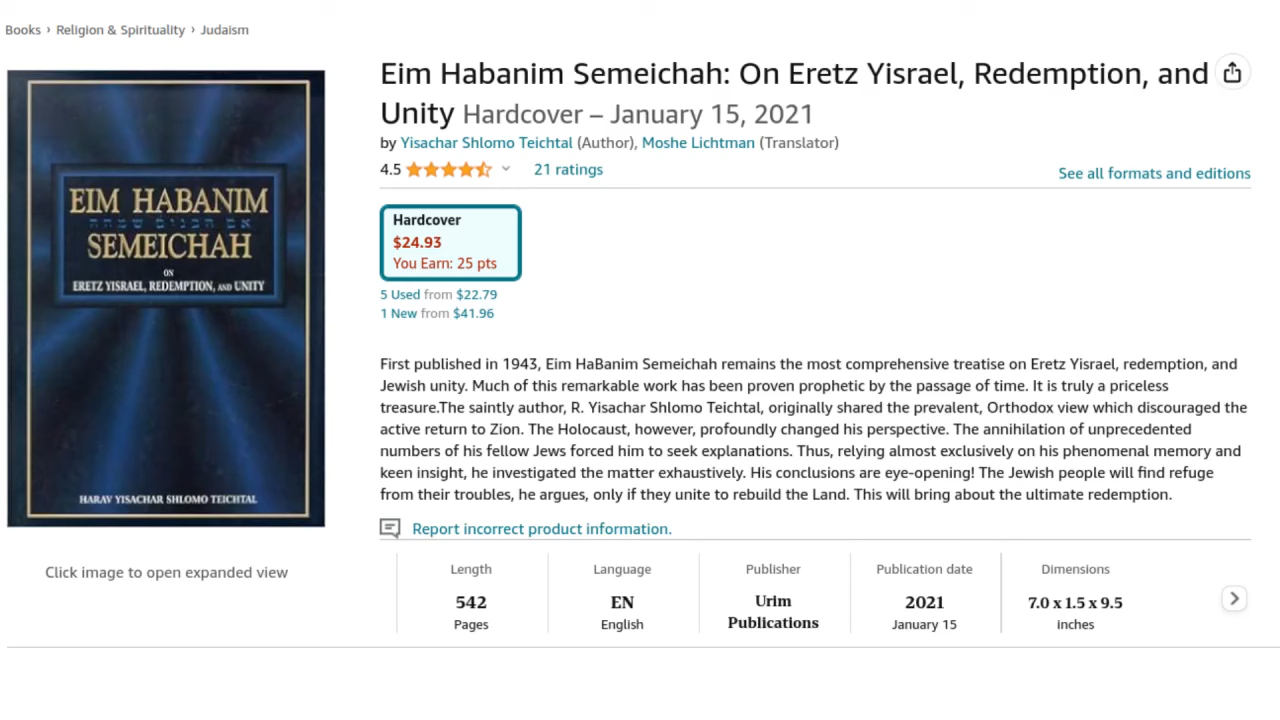 Books › Religion & Spirituality › Judaism
EIM HABANIM
אם הבנים שמחה
SEMEICHAH
ON
ERETZ YISRAEL, REDEMPTION, AND UNITY
HARAV YISACHAR SHLOMO TEICHTAL
Click image to open expanded view
Eim Habanim Semeichah: On Eretz Yisrael, Redemption, and
Unity Hardcover – January 15, 2021
by Yisachar Shlomo Teichtal (Author), Moshe Lichtman (Translator)
4.5 21 ratings
See all formats and editions
Hardcover
$24.93
You Earn: 25 pts
5 Used from $22.79
1 New from $41.96
First published in 1943, Eim HaBanim Semeichah remains the most comprehensive treatise on Eretz Yisrael, redemption, and
Jewish unity. Much of this remarkable work has been proven prophetic by the passage of time. It is truly a priceless
treasure.The saintly author, R. Yisachar Shlomo Teichtal, originally shared the prevalent, Orthodox view which discouraged the
active return to Zion. The Holocaust, however, profoundly changed his perspective. The annihilation of unprecedented
numbers of his fellow Jews forced him to seek explanations. Thus, relying almost exclusively on his phenomenal memory and
keen insight, he investigated the matter exhaustively. His conclusions are eye-opening! The Jewish people will find refuge
from their troubles, he argues, only if they unite to rebuild the Land. This will bring about the ultimate redemption.
Report incorrect product information.
Length
542
Pages
Language
EN
English
Publisher
Urim
Publications
Publication date
2021
January 15
Dimensions
7.0 x 1.5 x 9.5
inches